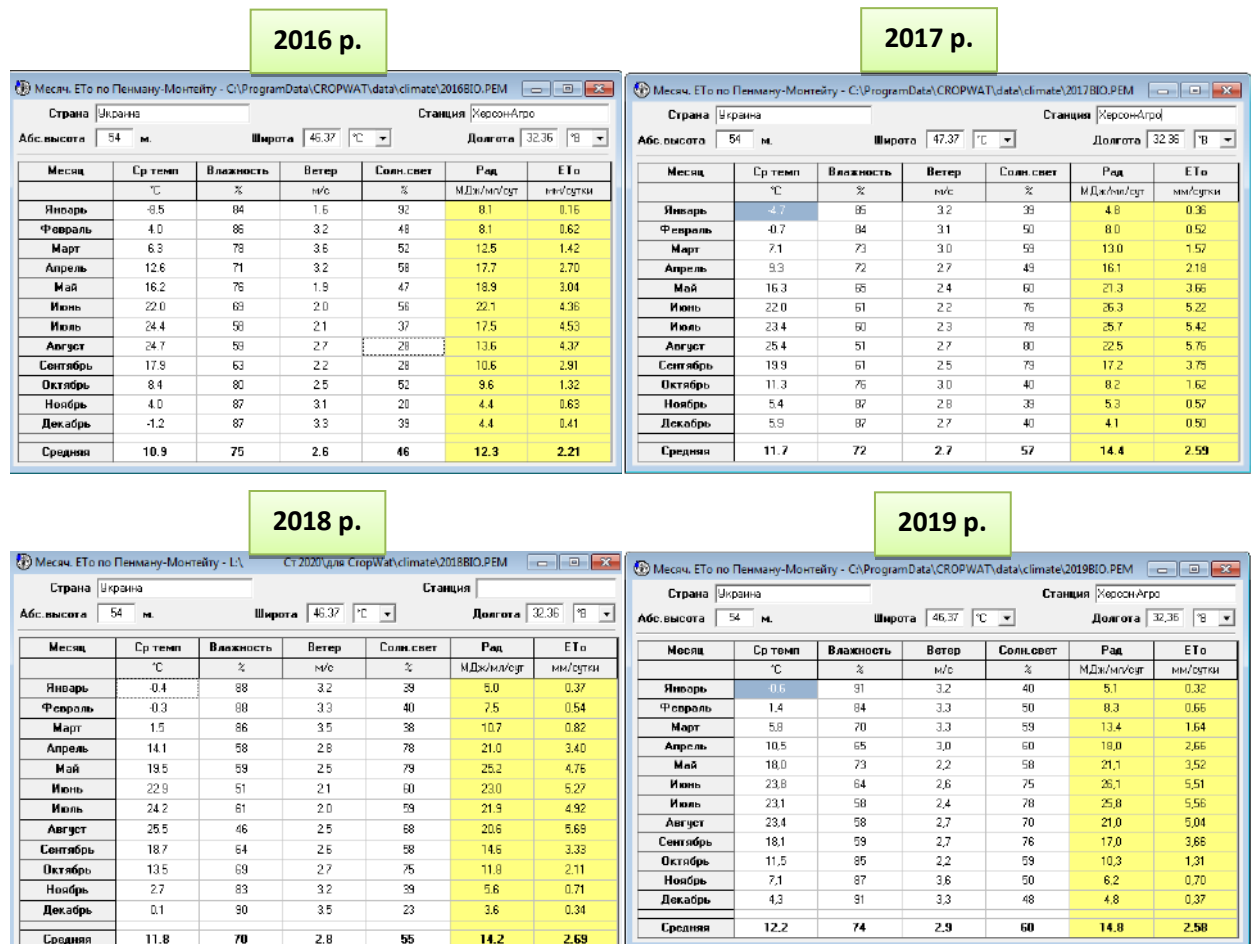 2016 р.
Месяч. ЕТо по Пенману-Монтейту - C:\ProgramData\CROPWAT\data\climate\2016BIO.PEM
Страна Украина Станция Херсон-Агро
Абс.высота 54 м. Широта 46.37 °С Долгота 32.36 °В
Месяц Ср темп Влажность Ветер Солн.свет Рад ЕТо
°C % м/с % МДж/мл/сут мм/сутки
Январь -8.5 84 1.6 92 8.1 0.16
Февраль 4.0 86 3.2 48 8.1 0.62
Март 6.3 78 3.6 52 12.5 1.42
Апрель 12.6 71 3.2 58 17.7 2.70
Май 16.2 76 1.9 47 18.9 3.04
Июнь 22.0 69 2.0 56 22.1 4.36
Июль 24.4 58 2.1 37 17.5 4.53
Август 24.7 59 2.7 28 13.6 4.37
Сентябрь 17.9 63 2.2 28 10.6 2.91
Октябрь 8.4 80 2.5 52 9.6 1.32
Ноябрь 4.0 87 3.1 20 4.4 0.63
Декабрь -1.2 87 3.3 39 4.4 0.41
Средняя 10.9 75 2.6 46 12.3 2.21
2017 р.
Месяч. ЕТо по Пенману-Монтейту - C:\ProgramData\CROPWAT\data\climate\2017BIO.PEM
Страна Украина Станция Херсон-Агро
Абс.высота 54 м. Широта 47.37 °С Долгота 32.36 °В
Месяц Ср темп Влажность Ветер Солн.свет Рад ЕТо
°C % м/с % МДж/мл/сут мм/сутки
Январь -4.7 85 3.2 39 4.8 0.36
Февраль -0.7 84 3.1 50 8.0 0.52
Март 7.1 73 3.0 59 13.0 1.57
Апрель 9.3 72 2.7 49 16.1 2.18
Май 16.3 65 2.4 60 21.3 3.66
Июнь 22.0 61 2.2 76 26.3 5.22
Июль 23.4 60 2.3 78 25.7 5.42
Август 25.4 51 2.7 80 22.5 5.76
Сентябрь 19.9 61 2.5 79 17.2 3.75
Октябрь 11.3 76 3.0 40 8.2 1.62
Ноябрь 5.4 87 2.8 39 5.3 0.57
Декабрь 5.9 87 2.7 40 4.1 0.50
Средняя 11.7 72 2.7 57 14.4 2.59
2018 р.
Месяч. ЕТо по Пенману-Монтейту - L:\ Ст 2020\для CropWat\climate\2018BIO.PEM
Страна Украина Станция
Абс.высота 54 м. Широта 46.37 °С Долгота 32.36 °В
Месяц Ср темп Влажность Ветер Солн.свет Рад ЕТо
°C % м/с % МДж/мл/сут мм/сутки
Январь -0.4 88 3.2 39 5.0 0.37
Февраль -0.3 88 3.3 40 7.5 0.54
Март 1.5 86 3.5 38 10.7 0.82
Апрель 14.1 58 2.8 78 21.0 3.40
Май 19.5 59 2.5 79 25.2 4.76
Июнь 22.9 51 2.1 60 23.0 5.27
Июль 24.2 61 2.0 59 21.9 4.92
Август 25.5 46 2.5 68 20.6 5.69
Сентябрь 18.7 64 2.6 58 14.6 3.33
Октябрь 13.5 69 2.7 75 11.8 2.11
Ноябрь 2.7 83 3.2 39 5.6 0.71
Декабрь 0.1 90 3.5 23 3.6 0.34
Средняя 11.8 70 2.8 55 14.2 2.69
2019 р.
Месяч. ЕТо по Пенману-Монтейту - C:\ProgramData\CROPWAT\data\climate\2019BIO.PEM
Страна Украина Станция Херсон-Агро
Абс.высота 54 м. Широта 46,37 °С Долгота 32,36 °В
Месяц Ср темп Влажность Ветер Солн.свет Рад ЕТо
°C % м/с % МДж/мл/сут мм/сутки
Январь -0.6 91 3.2 40 5.1 0.32
Февраль 1.4 84 3.3 50 8.3 0.66
Март 5.8 70 3.3 59 13.4 1.64
Апрель 10,5 65 3,0 60 18,0 2,66
Май 18,0 73 2,2 58 21,1 3,52
Июнь 23,8 64 2,6 75 26,1 5,51
Июль 23,1 58 2,4 78 25,8 5,56
Август 23,4 58 2,7 70 21,0 5,04
Сентябрь 18,1 59 2,7 76 17,0 3,66
Октябрь 11,5 85 2,2 59 10,3 1,31
Ноябрь 7,1 87 3,6 50 6,2 0,70
Декабрь 4,3 91 3,3 48 4,8 0,37
Средняя 12.2 74 2.9 60 14.8 2.58